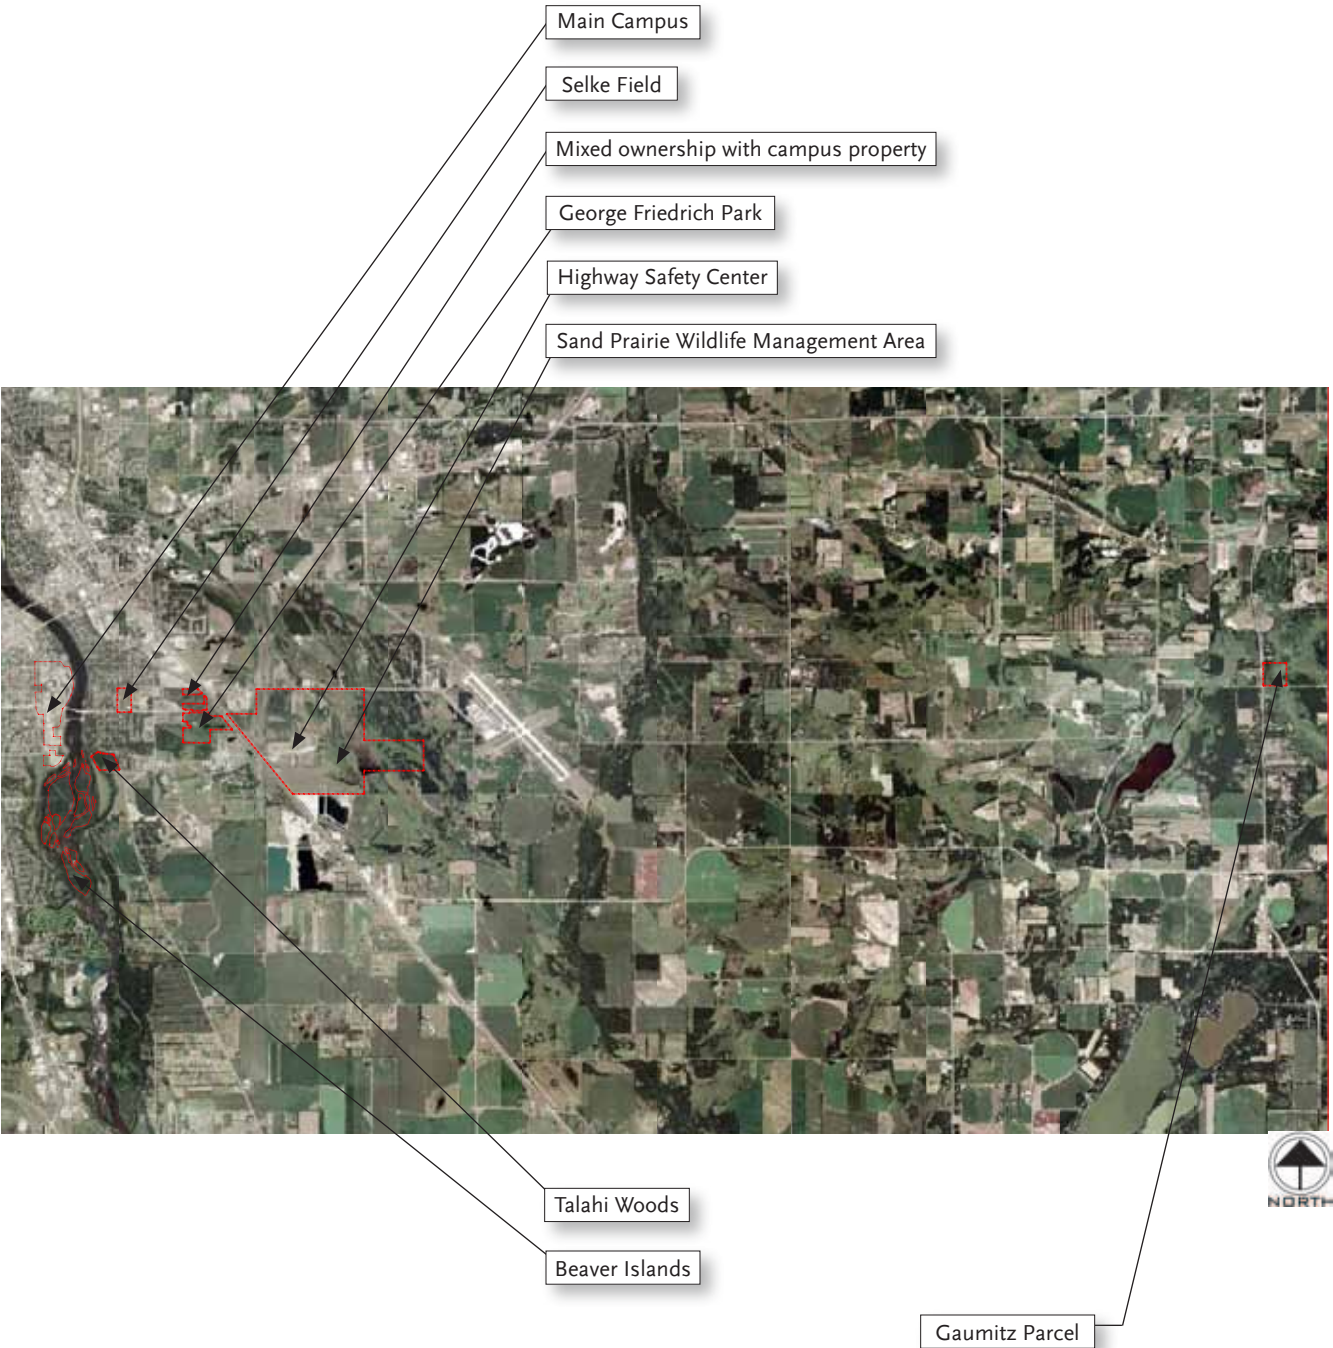 Main Campus
Selke Field
Mixed ownership with campus property
George Friedrich Park
Highway Safety Center
Sand Prairie Wildlife Management Area
NORTH
Talahi Woods
Beaver Islands
Gaumitz Parcel